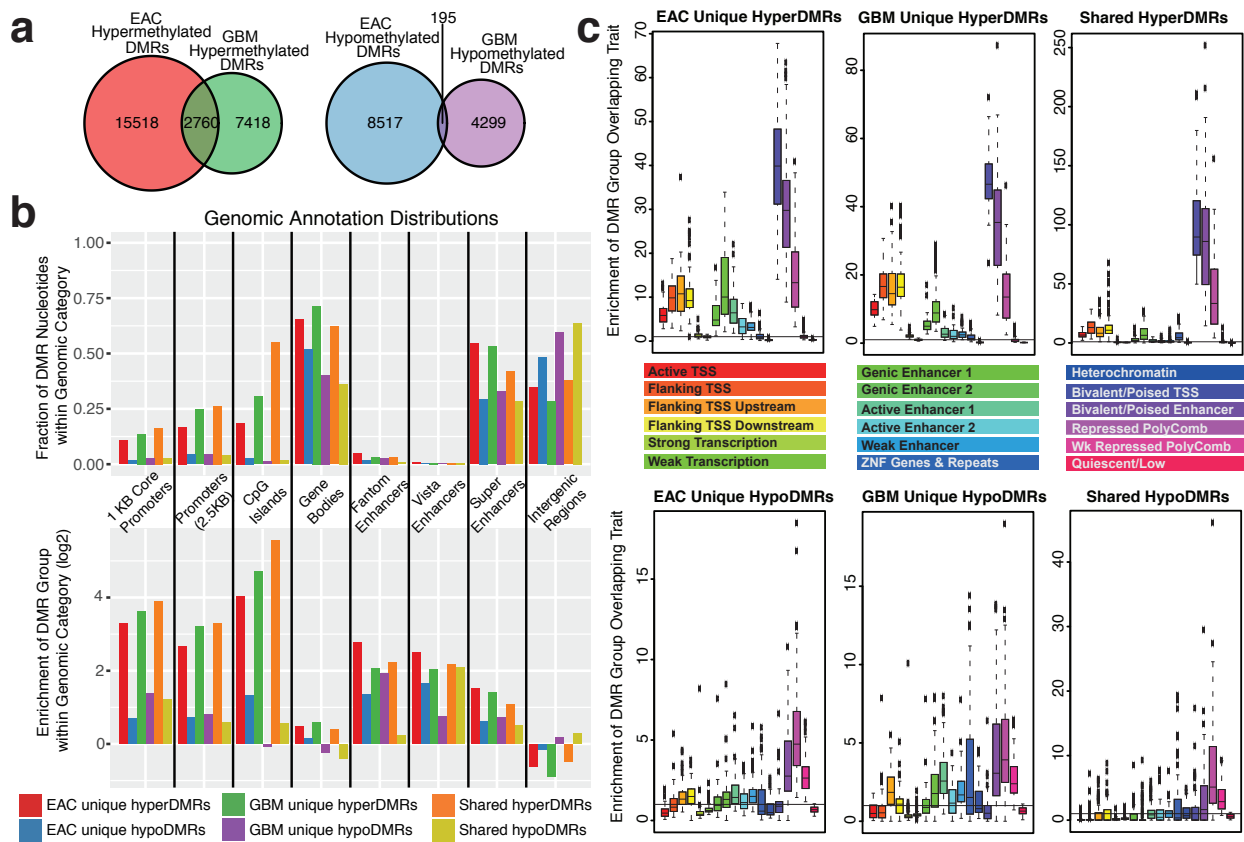 a
EAC
Hypermethylated
DMRs
GBM
Hypermethylated
DMRs
15518
2760
7418
EAC
Hypomethylated
DMRs
195
GBM
Hypomethylated
DMRs
8517
4299
b
Genomic Annotation Distributions
Fraction of DMR Nucleotides
within Genomic Category
1.00
0.75
0.50
0.25
0.00
1 KB Core
Promoters
Promoters
(2.5KB)
CpG
Islands
Gene
Bodies
Fantom
Enhancers
Vista
Enhancers
Super
Enhancers
Intergenic
Regions
Enrichment of DMR Group
within Genomic Category (log2)
4
2
0
EAC unique hyperDMRs
GBM unique hyperDMRs
Shared hyperDMRs
EAC unique hypoDMRs
GBM unique hypoDMRs
Shared hypoDMRs
c
EAC Unique HyperDMRs
GBM Unique HyperDMRs
Shared HyperDMRs
Enrichment of DMR Group Overlapping Trait
70
60
50
40
30
20
10
0
80
60
40
20
0
250
200
150
100
50
0
Active TSS
Flanking TSS
Flanking TSS Upstream
Flanking TSS Downstream
Strong Transcription
Weak Transcription
Genic Enhancer 1
Genic Enhancer 2
Active Enhancer 1
Active Enhancer 2
Weak Enhancer
ZNF Genes & Repeats
Heterochromatin
Bivalent/Poised TSS
Bivalent/Poised Enhancer
Repressed PolyComb
Wk Repressed PolyComb
Quiescent/Low
EAC Unique HypoDMRs
GBM Unique HypoDMRs
Shared HypoDMRs
Enrichment of DMR Group Overlapping Trait
15
10
5
0
15
10
5
0
40
30
20
10
0